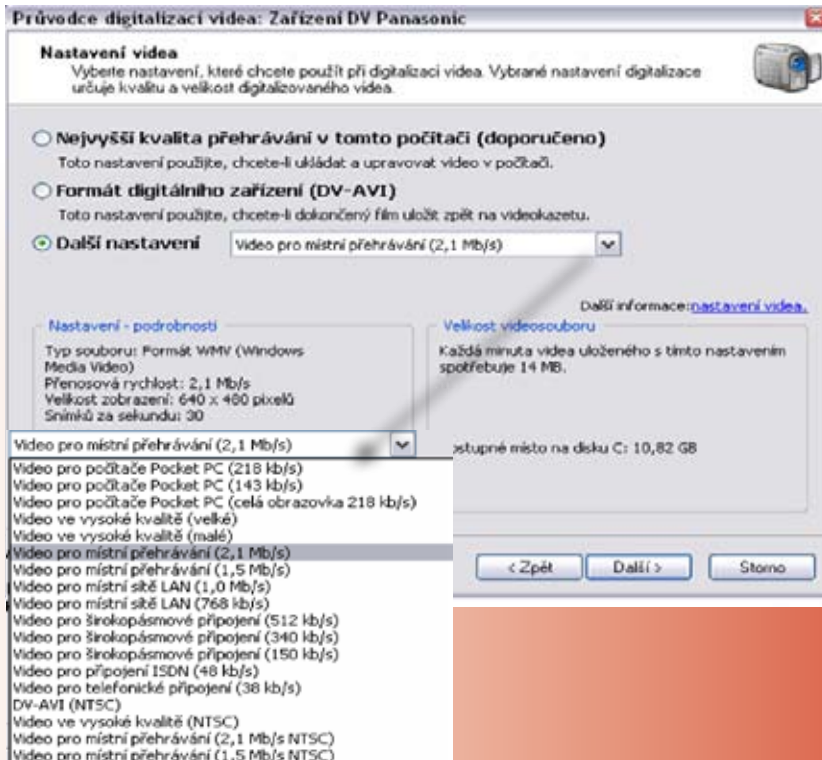 Průvodce digitalizací videa: Zařízení DV Panasonic
Nastavení videa
Vyberte nastavení, které chcete použít při digitalizaci videa. Vybrané nastavení digitalizace
určuje kvalitu a velikost digitalizovaného videa.
Nejvyšší kvalita přehrávání v tomto počítači (doporučeno)
Toto nastavení použijte, chcete-li ukládat a upravovat video v počítači.
Formát digitálního zařízení (DV-AVI)
Toto nastavení použijte, chcete-li dokončený film uložit zpět na videokazetu.
Další nastavení Video pro místní přehrávání (2,1 Mb/s)
Další informace:nastavení videa.
Nastavení - podrobnosti
Typ souboru: Formát WMV (Windows
Media Video)
Přenosová rychlost: 2,1 Mb/s
Velikost zobrazení: 640 x 480 pixelů
Snímků za sekundu: 30
Velikost videosouboru
Každá minuta videa uloženého s tímto nastavením
spotřebuje 14 MB.
místo na disku C: 10,82 GB
Video pro místní přehrávání (2,1 Mb/s)
Video pro počítače Pocket PC (218 kb/s)
Video pro počítače Pocket PC (143 kb/s)
Video pro počítače Pocket PC (celá obrazovka 218 kb/s)
Video ve vysoké kvalitě (velké)
Video ve vysoké kvalitě (malé)
Video pro místní přehrávání (2,1 Mb/s)
Video pro místní přehrávání (1,5 Mb/s)
Video pro místní sítě LAN (1,0 Mb/s)
Video pro místní sítě LAN (768 kb/s)
Video pro širokopásmové připojení (512 kb/s)
Video pro širokopásmové připojení (340 kb/s)
Video pro širokopásmové připojení (150 kb/s)
Video pro připojení ISDN (48 kb/s)
Video pro telefonické připojení (38 kb/s)
DV-AVI (NTSC)
Video ve vysoké kvalitě (NTSC)
Video pro místní přehrávání (2,1 Mb/s NTSC)
Video pro místní přehrávání (1,5 Mb/s NTSC)
< Zpět Další > Storno